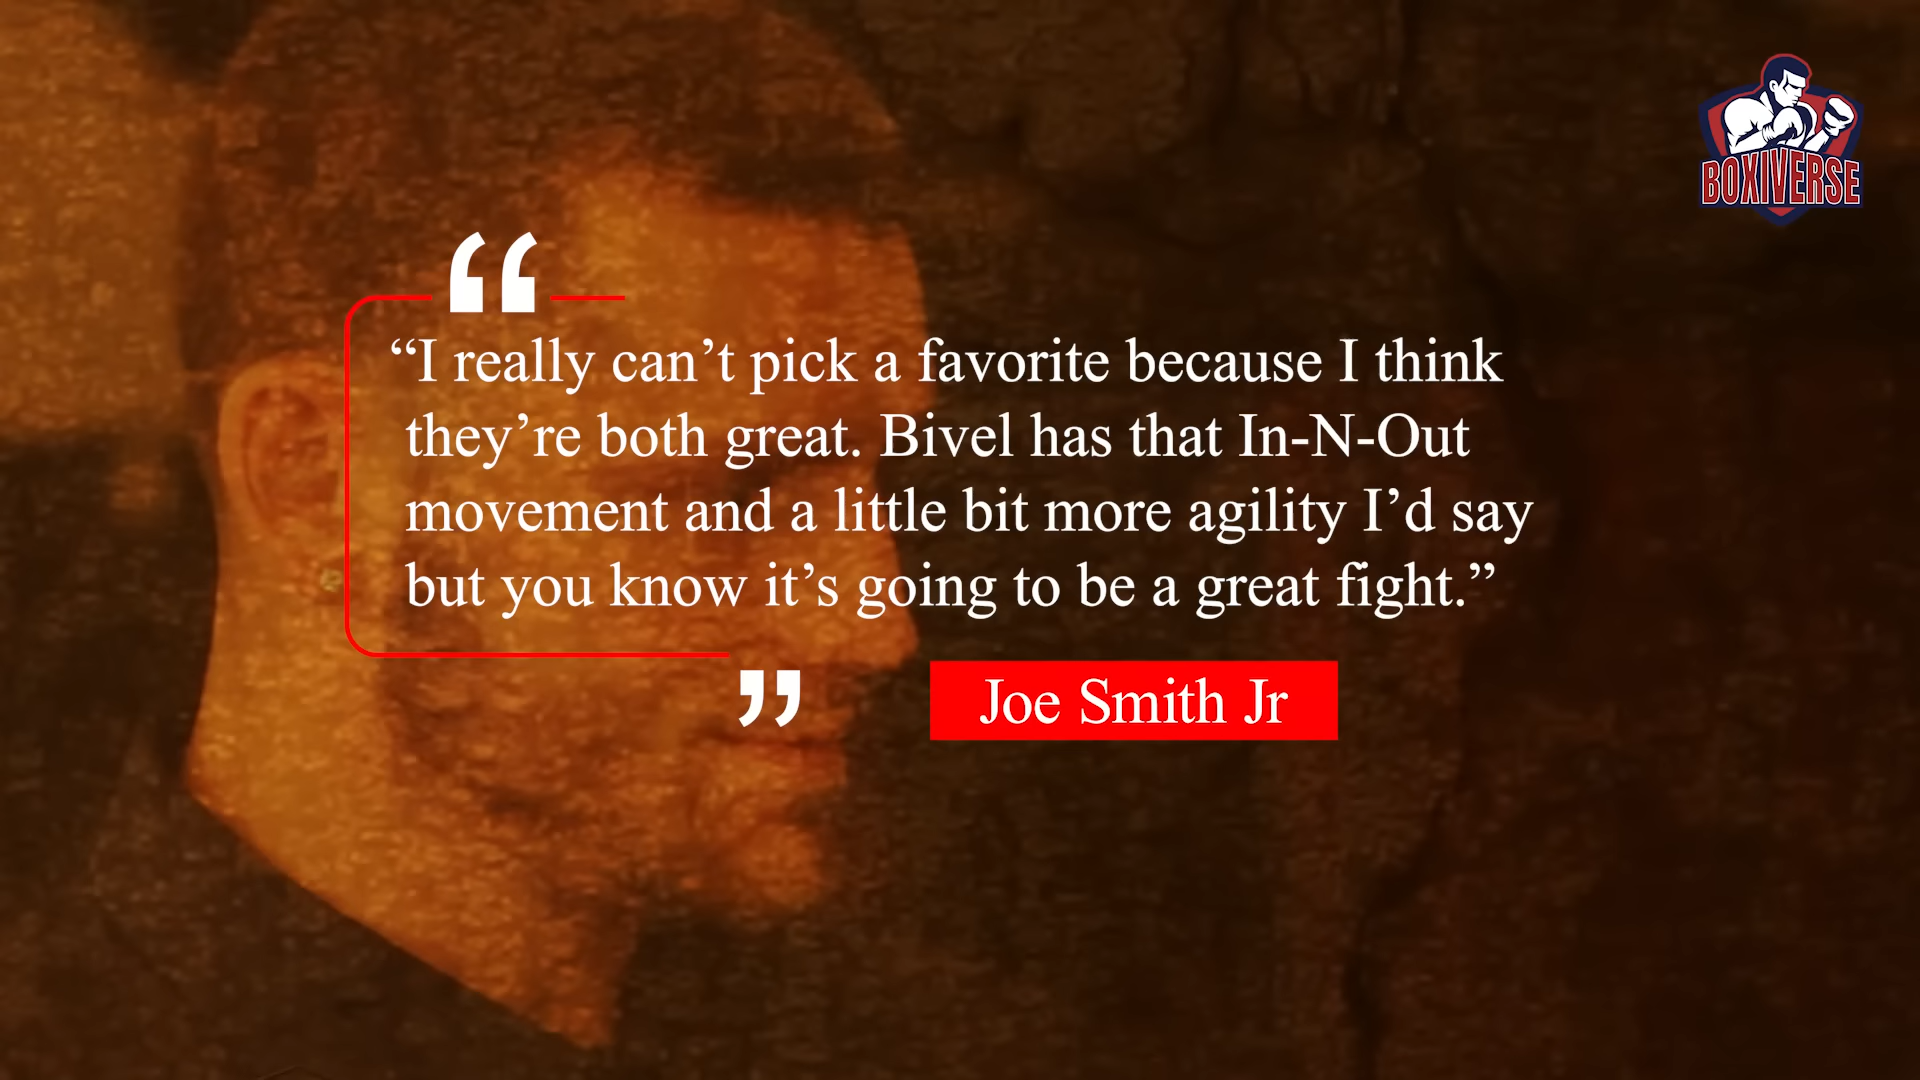 BOXIVERSE
“I really can’t pick a favorite because I think
they’re both great. Bivel has that In-N-Out
movement and a little bit more agility I’d say
but you know it’s going to be a great fight.”
Joe Smith Jr